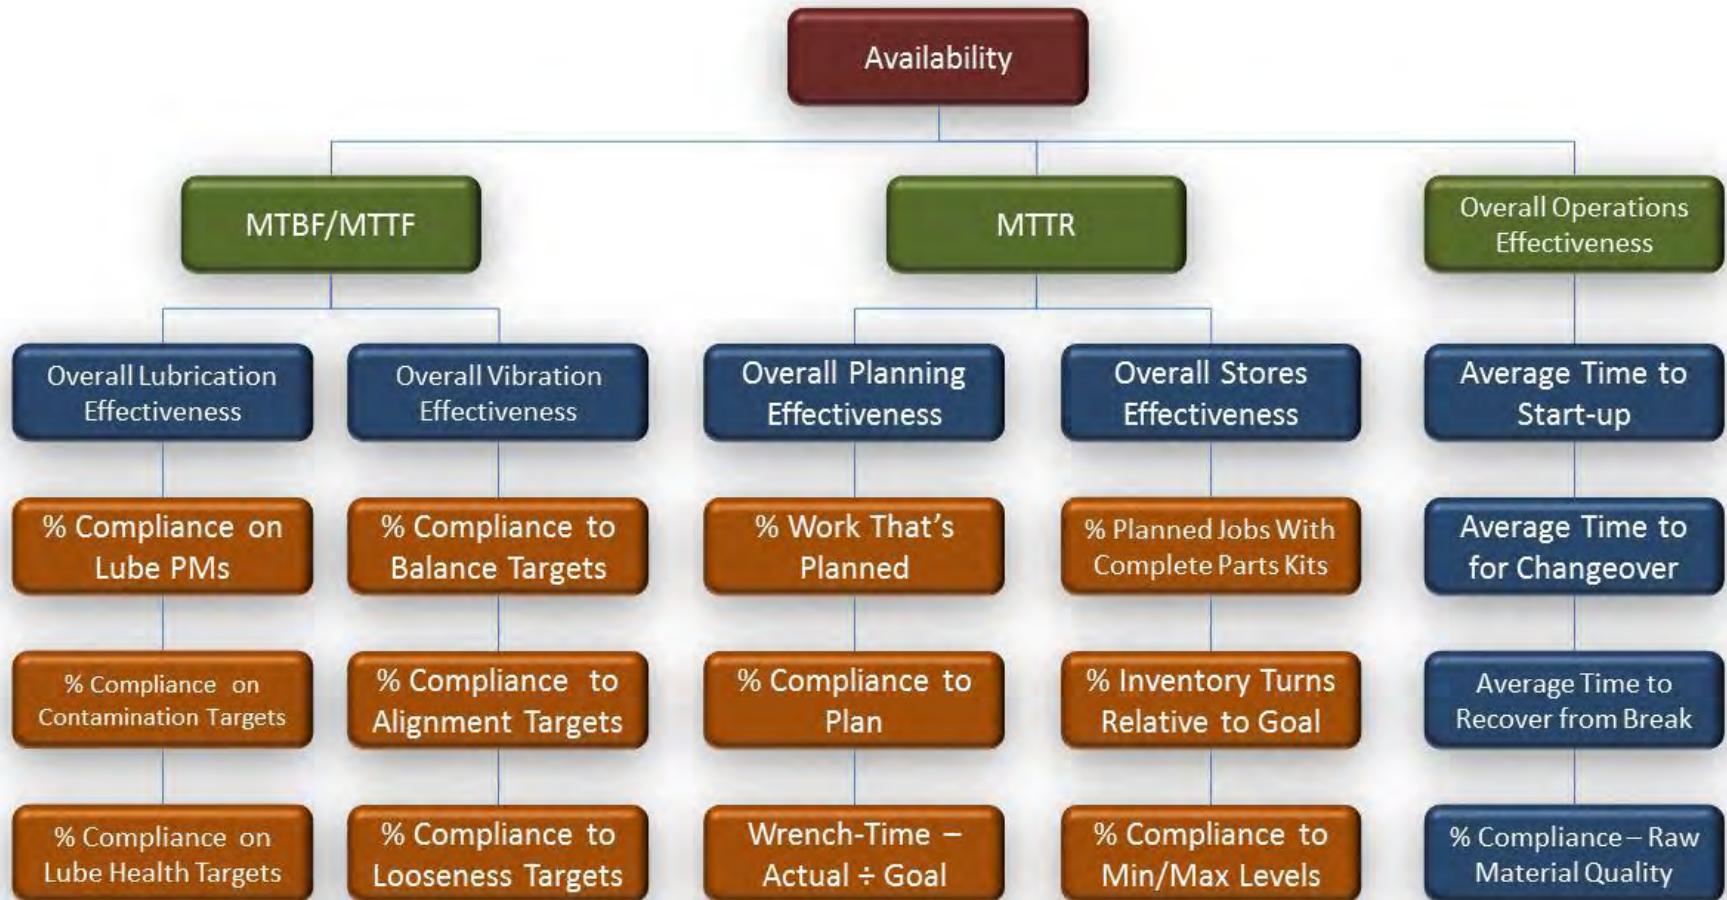 Availability
MTBF/MTTF
MTTR
Overall Operations
Effectiveness
Overall Lubrication
Effectiveness
Overall Vibration
Effectiveness
Overall Planning
Effectiveness
Overall Stores
Effectiveness
Average Time to
Start-up
% Compliance on
Lube PMs
% Compliance to
Balance Targets
% Work That’s
Planned
% Planned Jobs With
Complete Parts Kits
Average Time to
for Changeover
% Compliance on
Contamination Targets
% Compliance to
Alignment Targets
% Compliance to
Plan
% Inventory Turns
Relative to Goal
Average Time to
Recover from Break
% Compliance on
Lube Health Targets
% Compliance to
Looseness Targets
Wrench-Time –
Actual ÷ Goal
% Compliance to
Min/Max Levels
% Compliance – Raw
Material Quality